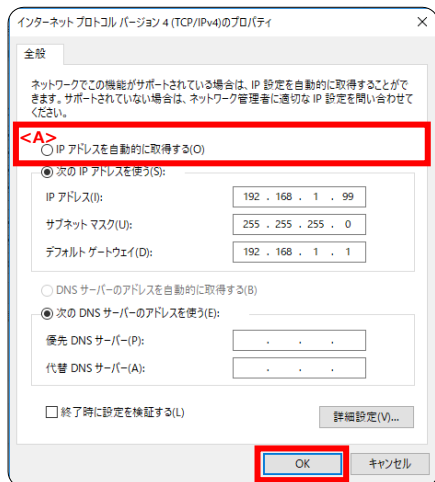 インターネット プロトコル バージョン 4 (TCP/IPv4)のプロパティ
全般
ネットワークでこの機能がサポートされている場合は、IP 設定を自動的に取得することがで
きます。サポートされていない場合は、ネットワーク管理者に適切な IP 設定を問い合わせて
ください。
<A>
IP アドレスを自動的に取得する(O)
次の IP アドレスを使う(S):
IP アドレス(I): 192 . 168 . 1 . 99
サブネット マスク(U): 255 . 255 . 255 . 0
デフォルト ゲートウェイ(D): 192 . 168 . 1 . 1
DNS サーバーのアドレスを自動的に取得する(B)
次の DNS サーバーのアドレスを使う(E):
優先 DNS サーバー(P): . . .
代替 DNS サーバー(A): . . .
終了時に設定を検証する(L)
詳細設定(V)...
OK キャンセル